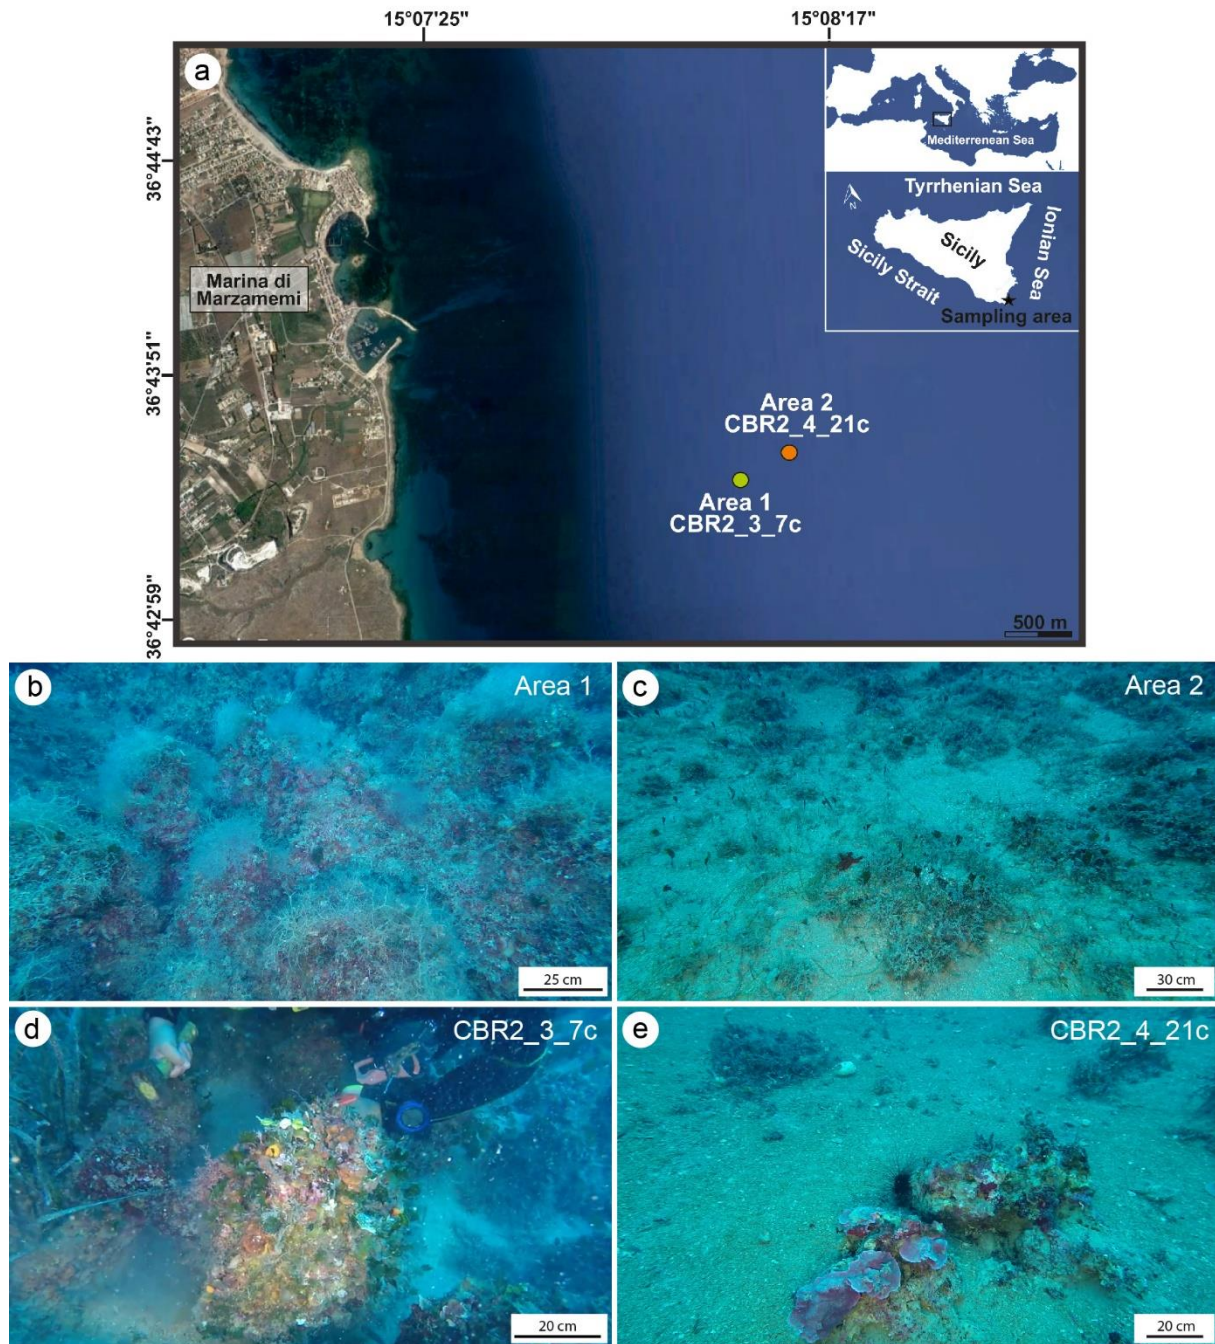 15°07'25"
15°08'17"
a
36°44'43"
36°43'51"
36°42'59"
Marina di
Marzamemi
Mediterrenean Sea
Tyrrhenian Sea
N
Sicily
Ionian Sea
Sicily Strait
Sampling area
Area 2
CBR2_4_21c
Area 1
CBR2_3_7c
500 m
b
Area 1
25 cm
c
Area 2
30 cm
d
CBR2_3_7c
20 cm
e
CBR2_4_21c
20 cm